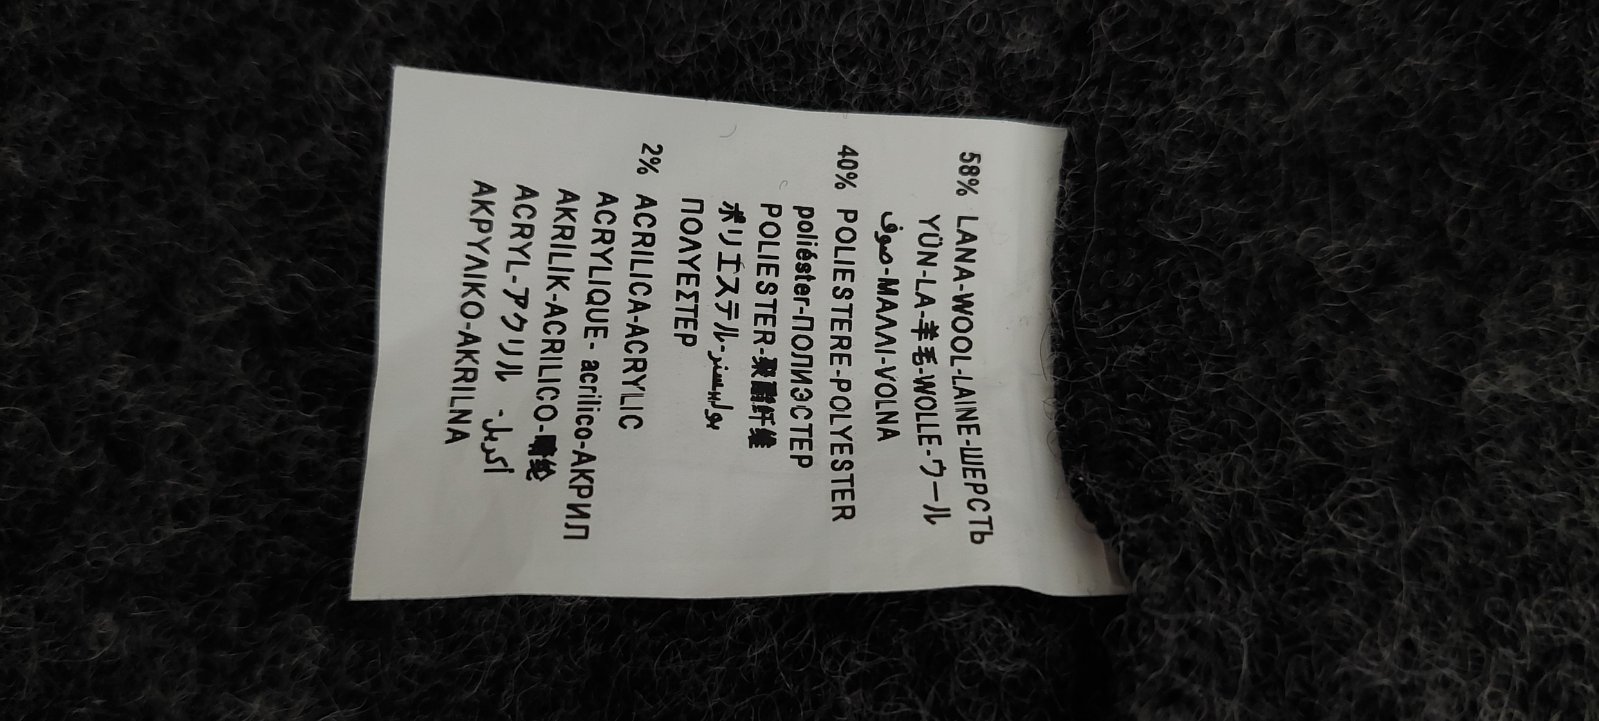 58% LANA-WOOL-LAINE-ШЕРСТЬ
YÜN-LA-羊毛-WOLLE-ウール
صوف-ΜΑΛΛΙ-VOLNA
40% POLIESTERE-POLYESTER
poliéster-ПОЛИЭСТЕР
POLIESTER-聚酯纤维
ポリエステル-بوليستر
ΠΟΛΥΕΣΤΕΡ
2% ACRILICA-ACRYLIC
ACRYLIQUE- acrilico-АКРИЛ
AKRİLİK-ACRILICO-腈纶
ACRYL-アクリル -أكريل
ΑΚΡΥΛΙΚΟ-AKRILNA